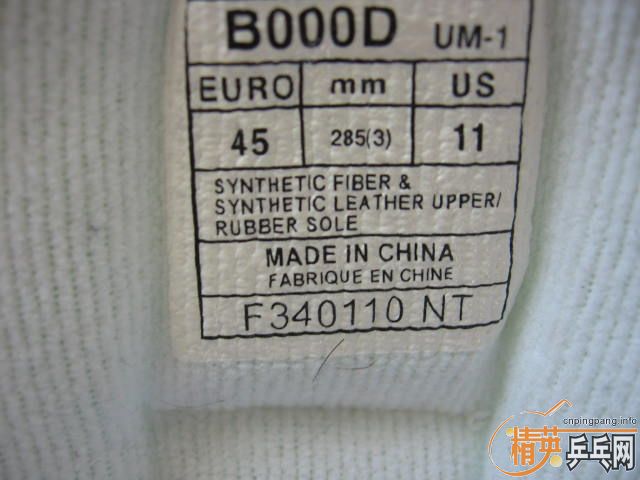 B000D UM-1
EURO mm US
45 285(3) 11
SYNTHETIC FIBER &
SYNTHETIC LEATHER UPPER/
RUBBER SOLE
MADE IN CHINA
FABRIQUE EN CHINE
F340110 NT
cnpingpang.info
精英乒乓网